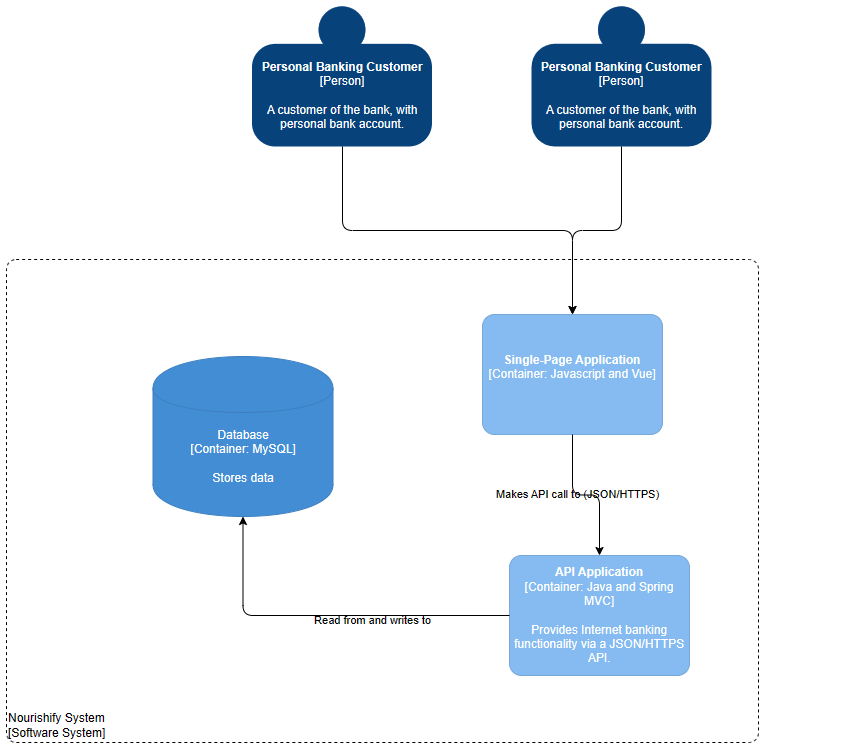 Personal Banking Customer
[Person]
A customer of the bank, with
personal bank account.
Personal Banking Customer
[Person]
A customer of the bank, with
personal bank account.
Single-Page Application
[Container: Javascript and Vue]
Database
[Container: MySQL]
Stores data
Makes API call to (JSON/HTTPS)
API Application
[Container: Java and Spring
MVC]
Provides Internet banking
functionality via a JSON/HTTPS
API.
Read from and writes to
Nourishify System
[Software System]